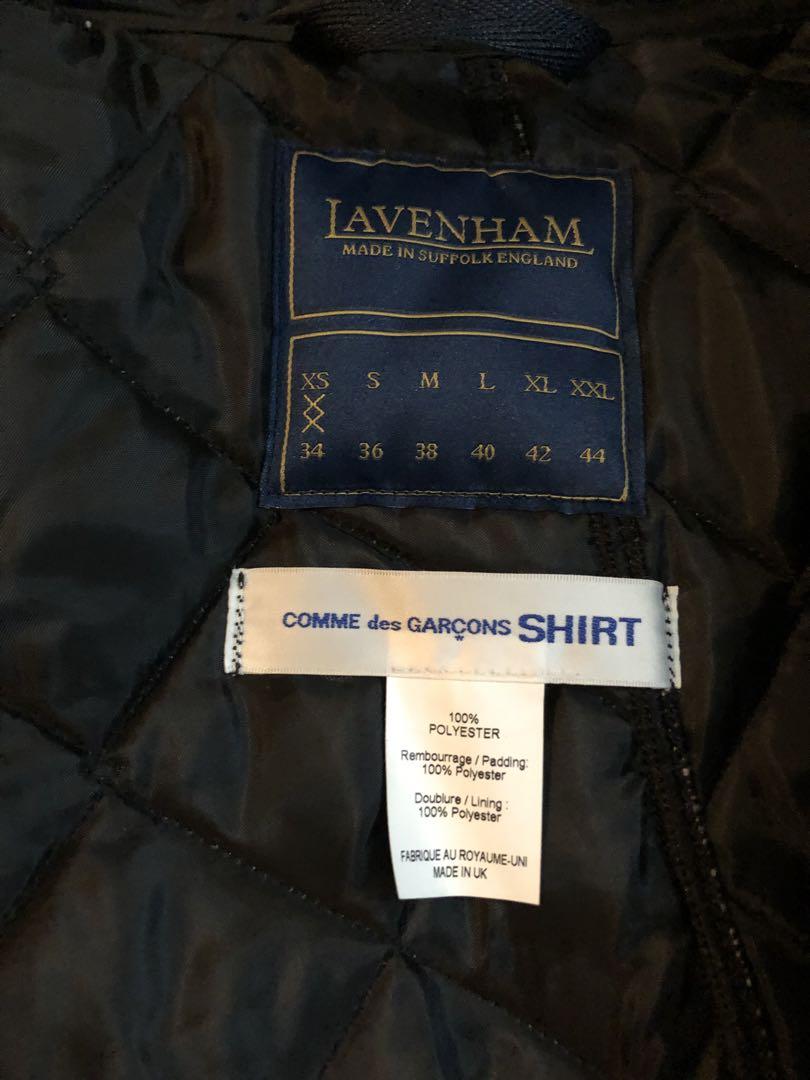 LAVENHAM
MADE IN SUFFOLK ENGLAND
XS S M L XL XXL
34 36 38 40 42 44
COMME des GARÇONS SHIRT
100%
POLYESTER
Rembourrage / Padding:
100% Polyester
Doublure / Lining :
100% Polyester
FABRIQUE AU ROYAUME-UNI
MADE IN UK